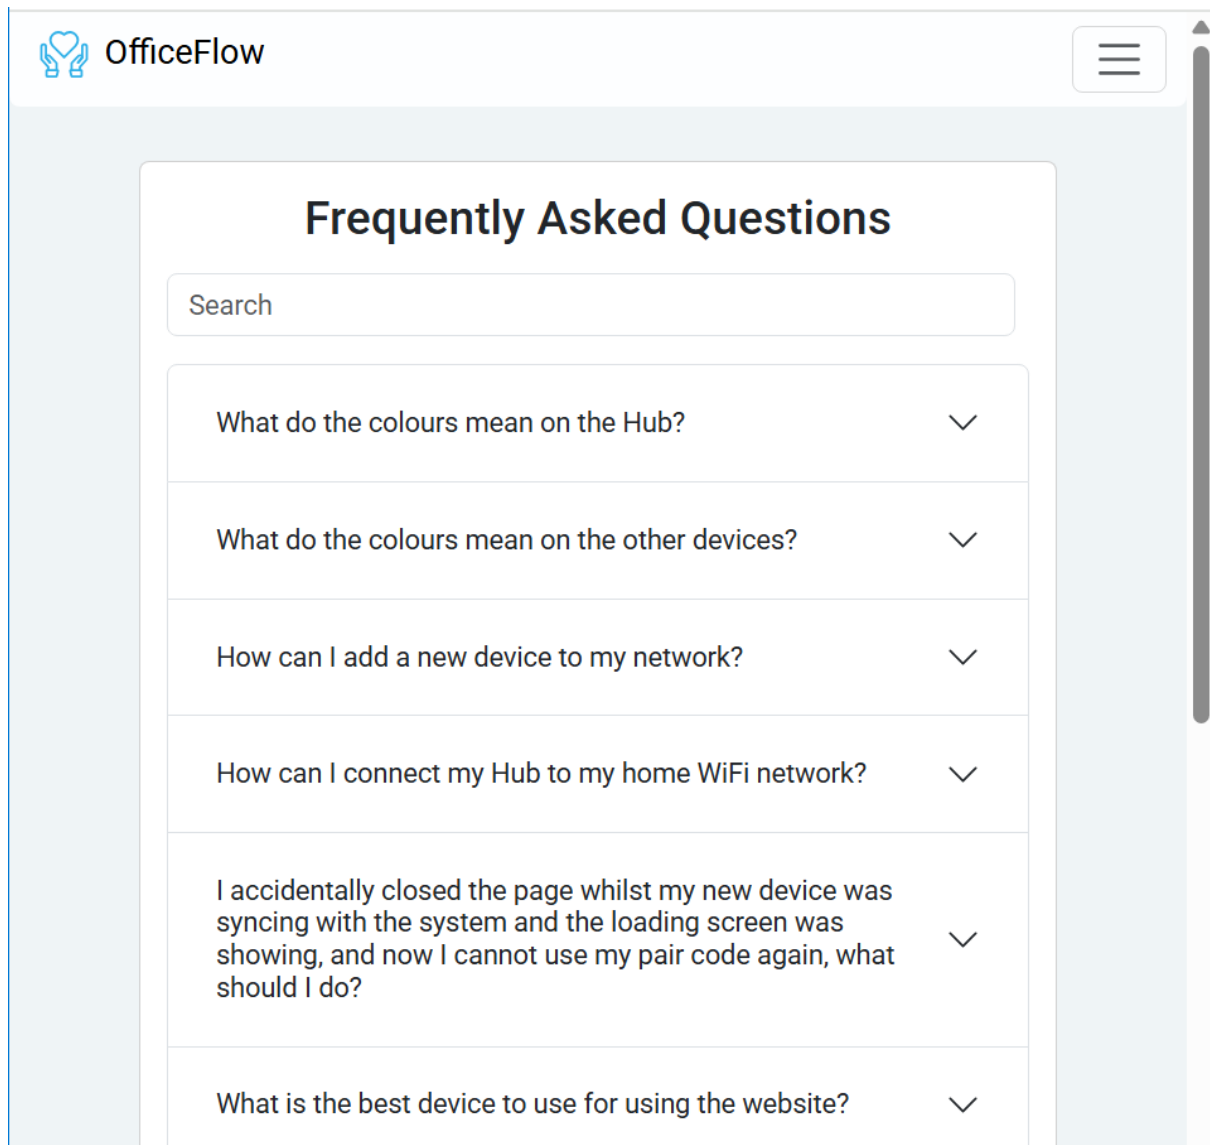 OfficeFlow
Frequently Asked Questions
Search
What do the colours mean on the Hub?
What do the colours mean on the other devices?
How can I add a new device to my network?
How can I connect my Hub to my home WiFi network?
I accidentally closed the page whilst my new device was
syncing with the system and the loading screen was
showing, and now I cannot use my pair code again, what
should I do?
What is the best device to use for using the website?